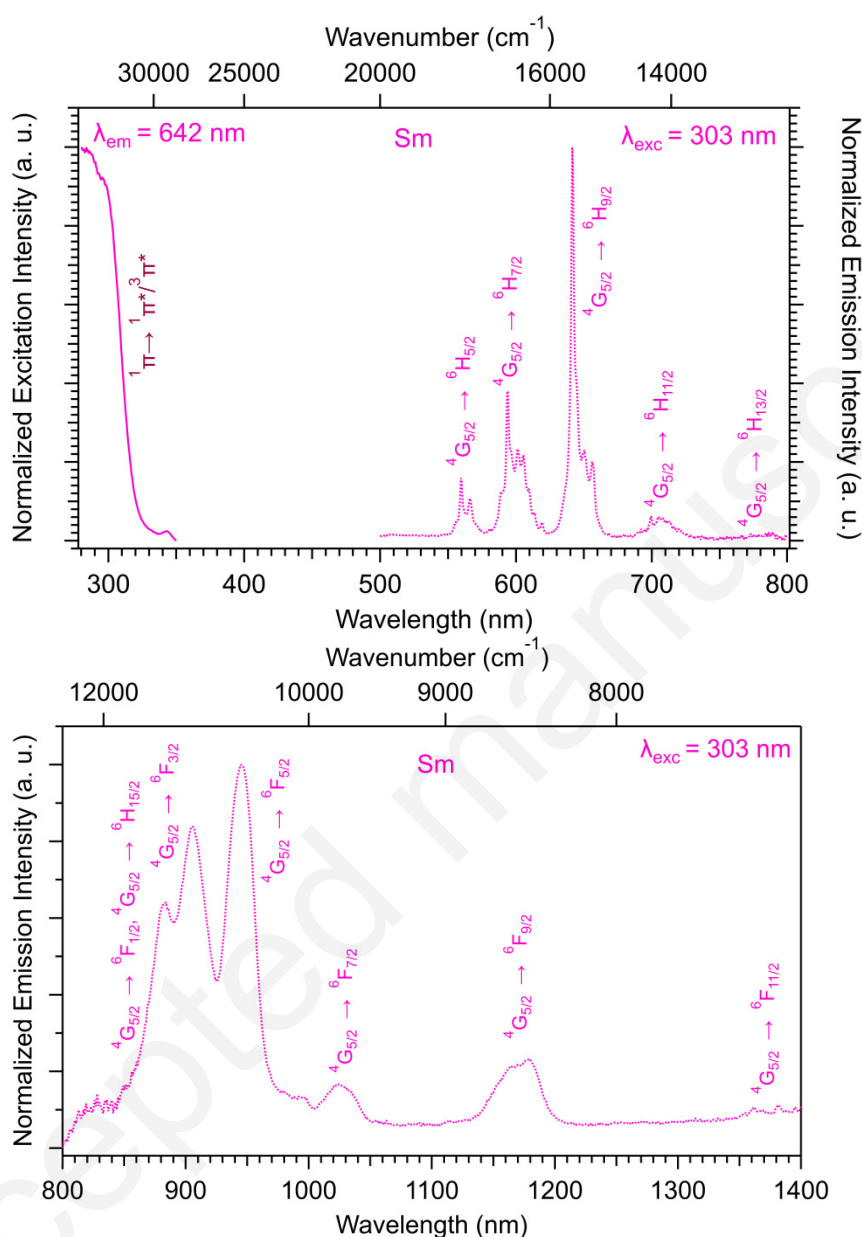 Wavenumber (cm⁻¹)
30000 25000 20000 16000 14000
λem = 642 nm Sm λexc = 303 nm
Normalized Excitation Intensity (a. u.)
¹π → ¹π*/³π*
⁴G5/2 → ⁶H5/2
⁴G5/2 → ⁶H7/2
⁴G5/2 → ⁶H9/2
⁴G5/2 → ⁶H11/2
⁴G5/2 → ⁶H13/2
Normalized Emission Intensity (a. u.)
300 400 500 600 700 800
Wavelength (nm)
Wavenumber (cm⁻¹)
12000 10000 9000 8000
Sm λexc = 303 nm
Normalized Emission Intensity (a. u.)
⁴G5/2 → ⁶F1/2, ⁴G5/2 → ⁶H15/2
⁴G5/2 → ⁶F3/2
⁴G5/2 → ⁶F5/2
⁴G5/2 → ⁶F7/2
⁴G5/2 → ⁶F9/2
⁴G5/2 → ⁶F11/2
800 900 1000 1100 1200 1300 1400
Wavelength (nm)
cepted manusc